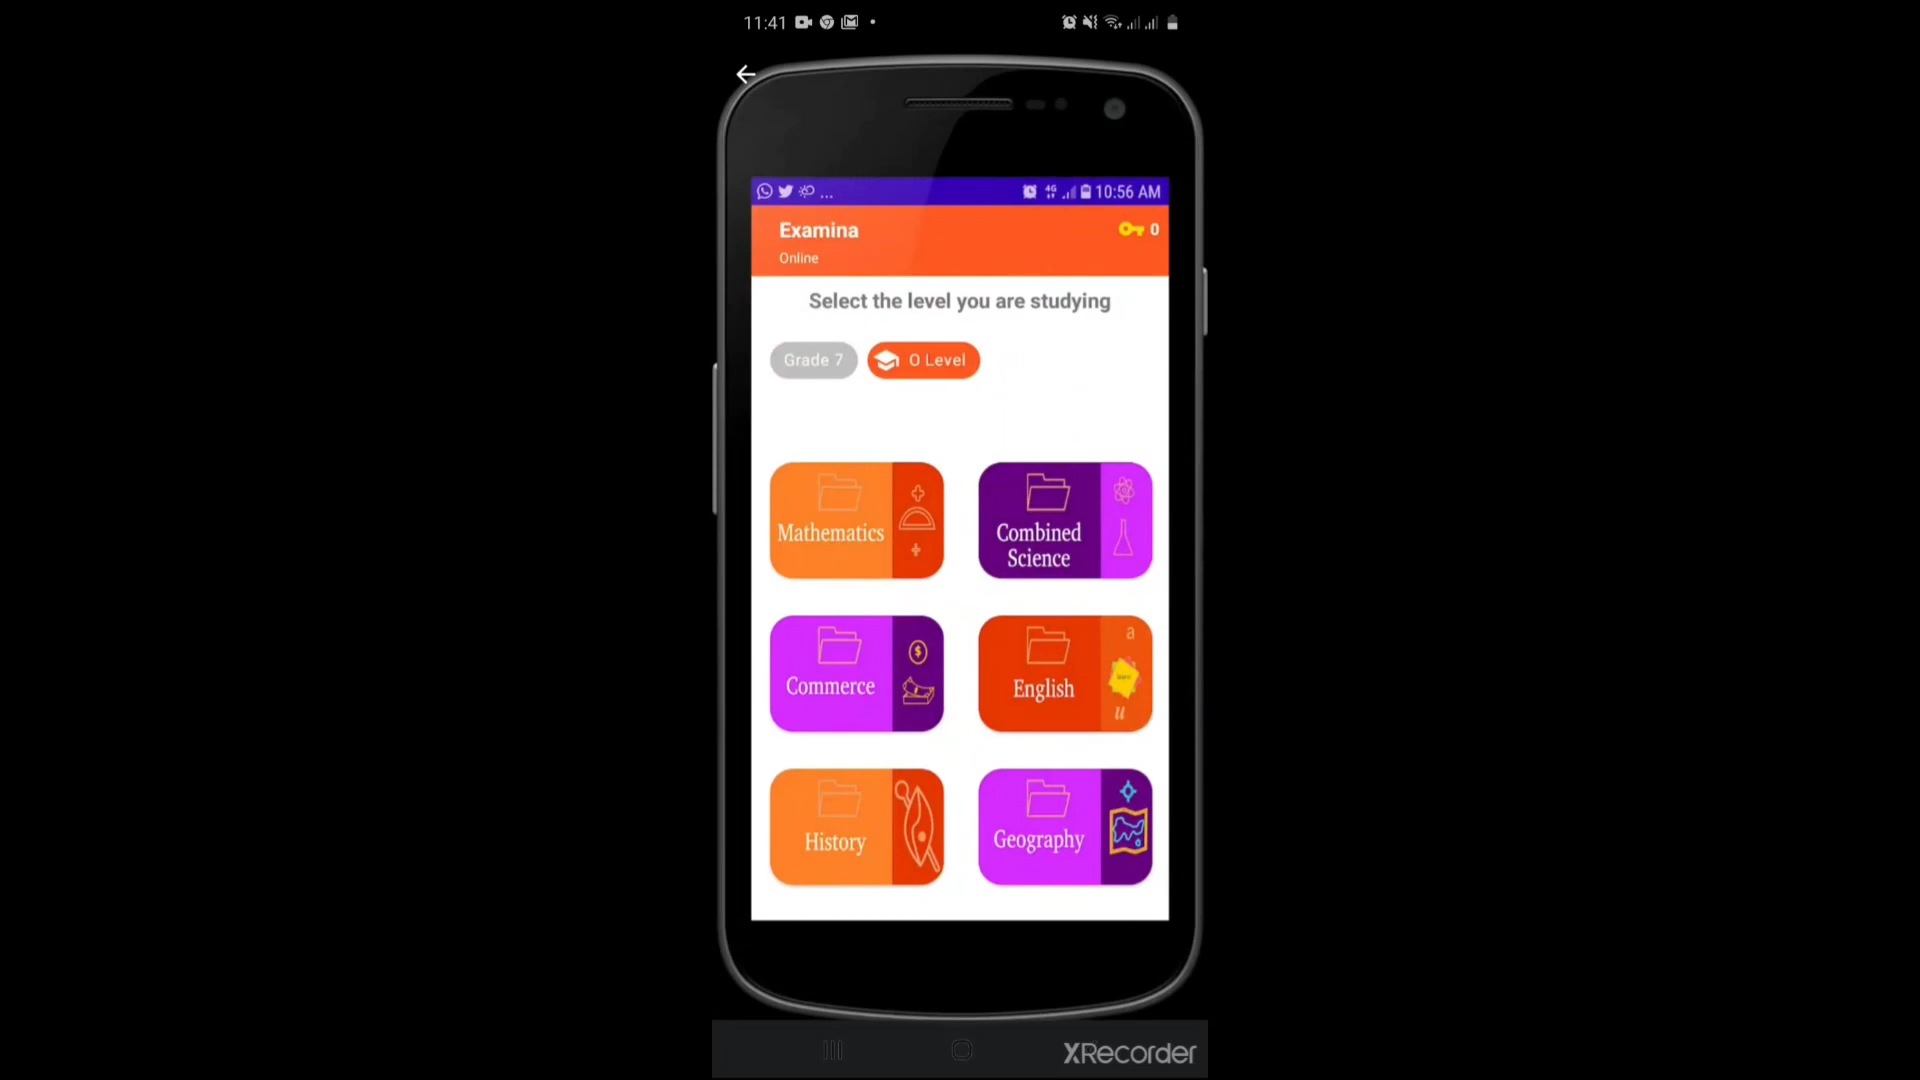 11:41
4G 10:56 AM
Examina
0
Online
Select the level you are studying
Grade 7
O Level
Mathematics
Combined
Science
Commerce
$
English
a
u
History
Geography
XRecorder